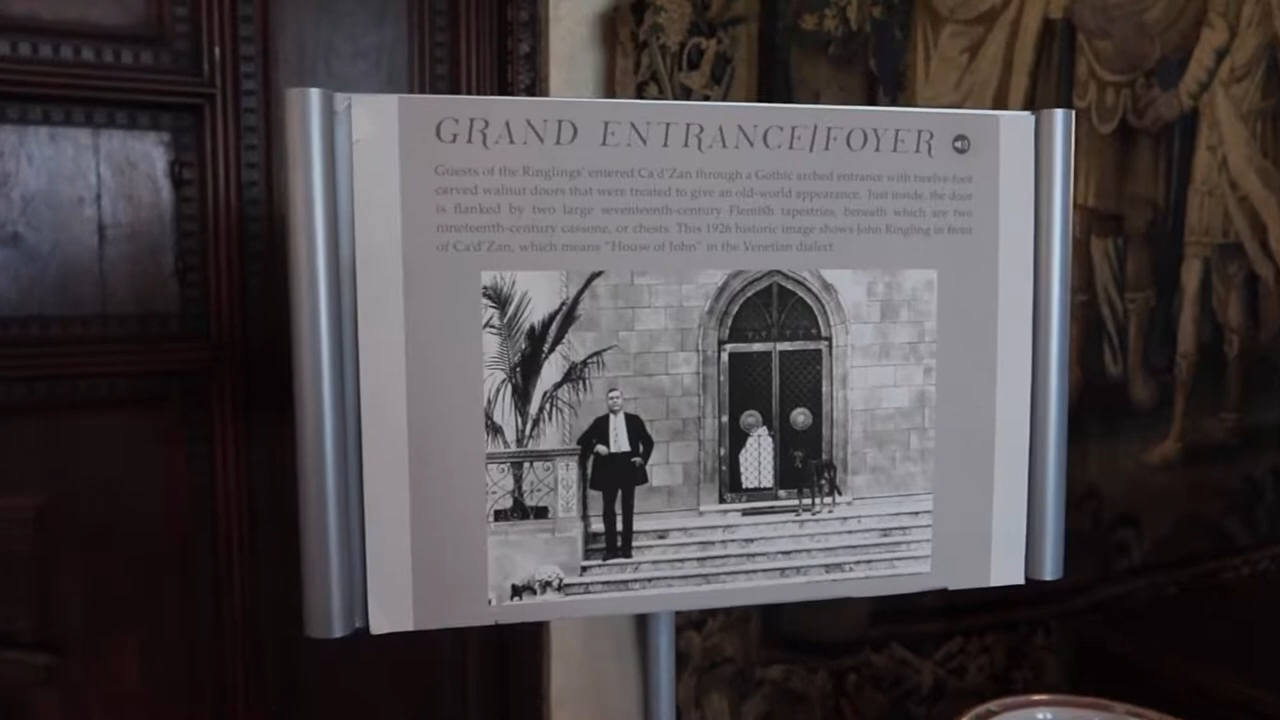 GRAND ENTRANCE/FOYER
Guests of the Ringlings' entered Ca'd'Zan through a Gothic arched entrance with twelve-foot
carved walnut doors that were treated to give an old-world appearance. Just inside, the door
is flanked by two large seventeenth-century Flemish tapestries, beneath which are two
nineteenth-century cassone, or chests. This 1926 historic image shows John Ringling in front
of Ca'd'Zan, which means "House of John" in the Venetian dialect.